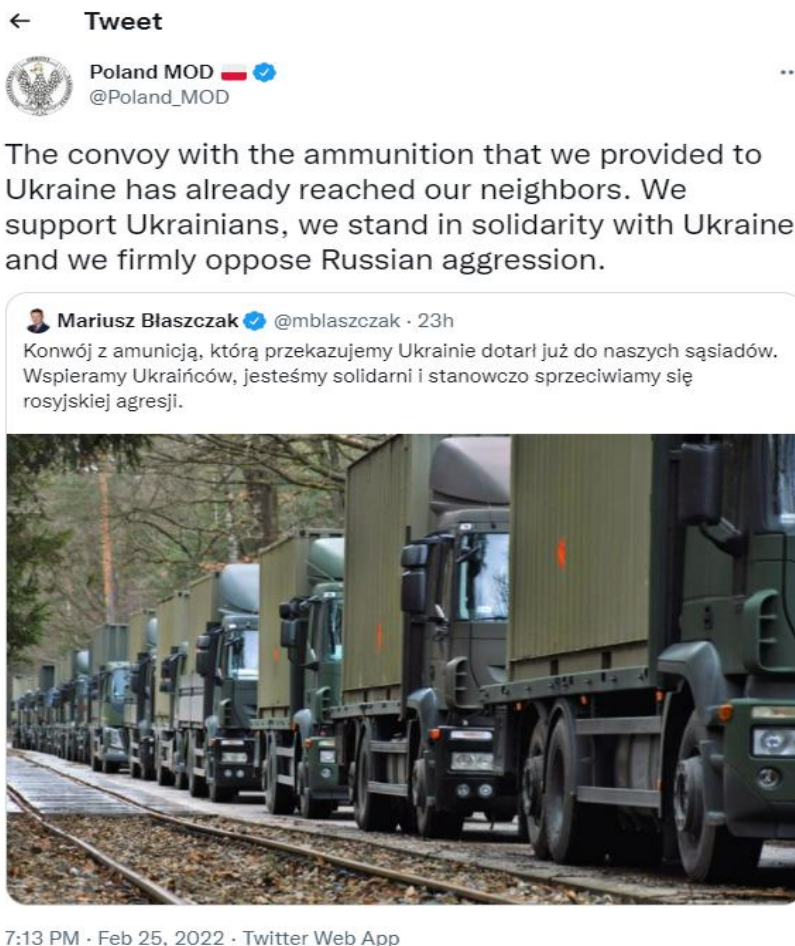 ← Tweet
Poland MOD
@Poland_MOD
The convoy with the ammunition that we provided to
Ukraine has already reached our neighbors. We
support Ukrainians, we stand in solidarity with Ukraine
and we firmly oppose Russian aggression.
Mariusz Błaszczak @mblaszczak · 23h
Konwój z amunicją, którą przekazujemy Ukrainie dotarł już do naszych sąsiadów.
Wspieramy Ukraińców, jesteśmy solidarni i stanowczo sprzeciwiamy się
rosyjskiej agresji.
7:13 PM · Feb 25, 2022 · Twitter Web App